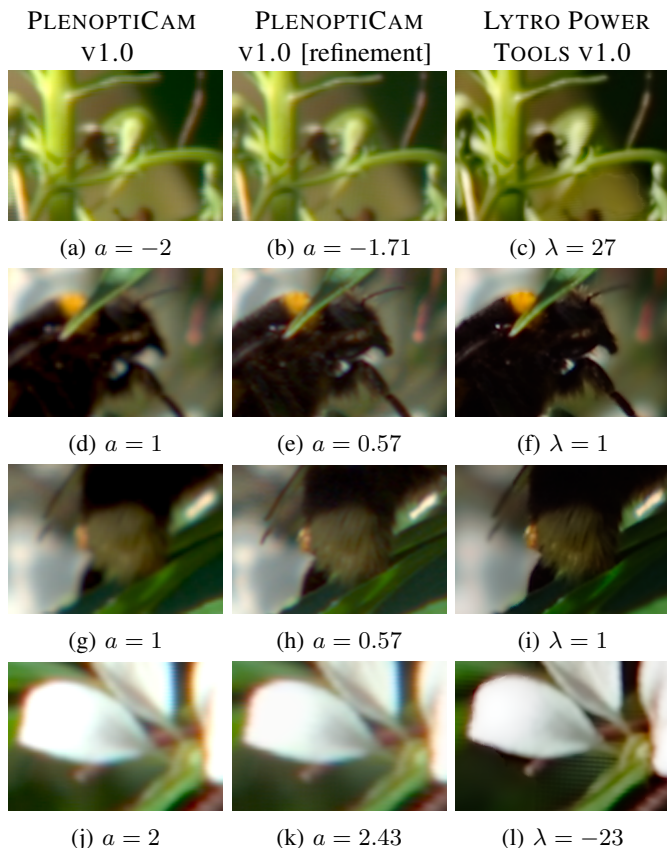 PLENOPTICAM V1.0
PLENOPTICAM V1.0 [refinement]
LYTRO POWER TOOLS V1.0
(a) a = −2
(b) a = −1.71
(c) λ = 27
(d) a = 1
(e) a = 0.57
(f) λ = 1
(g) a = 1
(h) a = 0.57
(i) λ = 1
(j) a = 2
(k) a = 2.43
(l) λ = −23